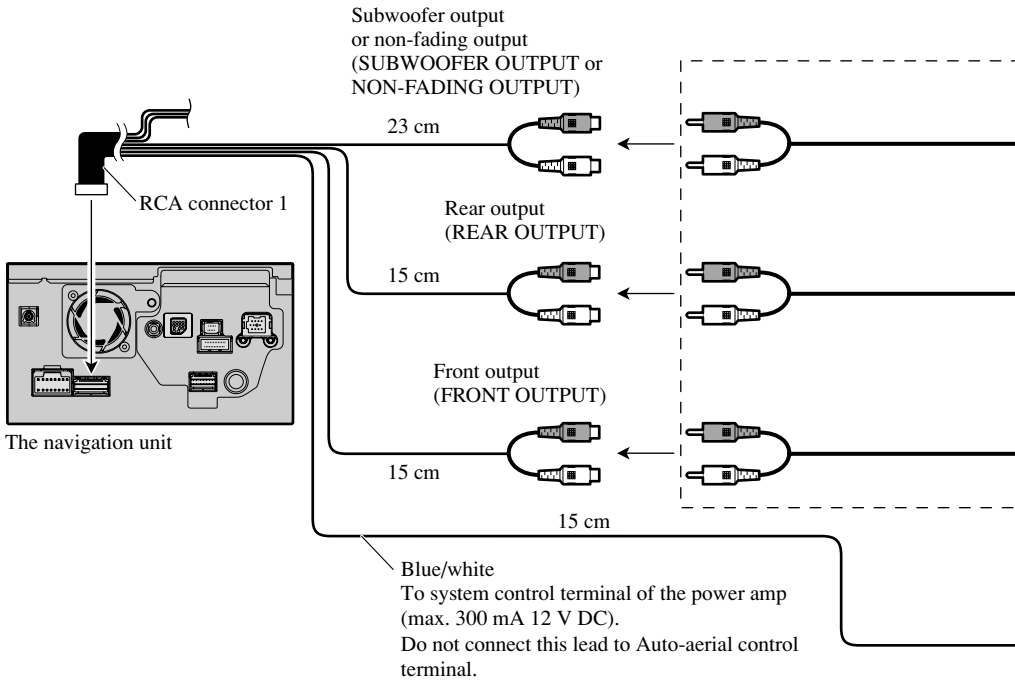 Subwoofer output
or non-fading output
(SUBWOOFER OUTPUT or
NON-FADING OUTPUT)
23 cm
RCA connector 1
Rear output
(REAR OUTPUT)
15 cm
Front output
(FRONT OUTPUT)
The navigation unit
15 cm
15 cm
Blue/white
To system control terminal of the power amp
(max. 300 mA 12 V DC).
Do not connect this lead to Auto-aerial control
terminal.